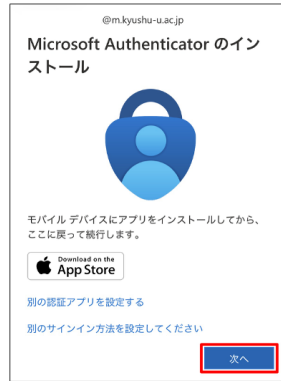 @m.kyushu-u.ac.jp
Microsoft Authenticator のイン
ストール
モバイル デバイスにアプリをインストールしてから、
ここに戻って続行します。
Download on the
App Store
別の認証アプリを設定する
別のサインイン方法を設定してください
次へ